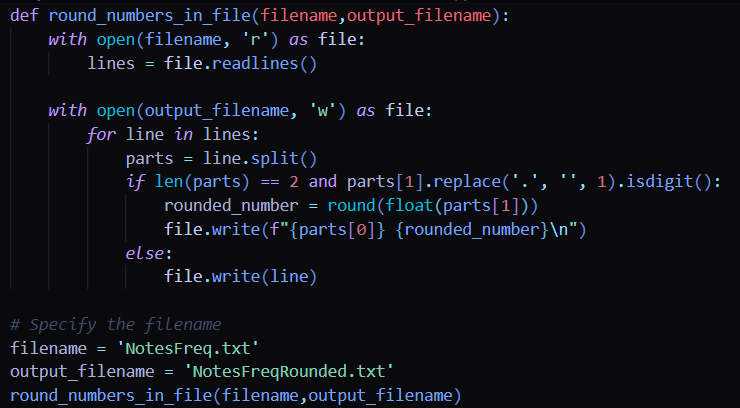 def round_numbers_in_file(filename,output_filename):
    with open(filename, 'r') as file:
        lines = file.readlines()

    with open(output_filename, 'w') as file:
        for line in lines:
            parts = line.split()
            if len(parts) == 2 and parts[1].replace('.', '', 1).isdigit():
                rounded_number = round(float(parts[1]))
                file.write(f"{parts[0]} {rounded_number}\n")
            else:
                file.write(line)

# Specify the filename
filename = 'NotesFreq.txt'
output_filename = 'NotesFreqRounded.txt'
round_numbers_in_file(filename,output_filename)